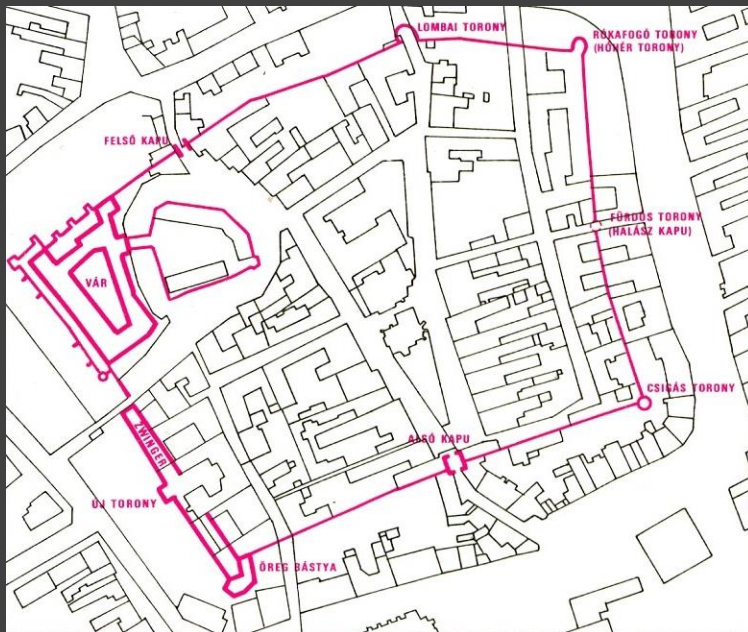 LOMBAI TORONY
RÓKAFOGÓ TORONY
(HÓHÉR TORONY)
FELSŐ KAPU
FÜRDŐS TORONY
(HALÁSZ KAPU)
VÁR
CSIGÁS TORONY
ZWINGER
ALSÓ KAPU
ÚJ TORONY
ÖREG BÁSTYA